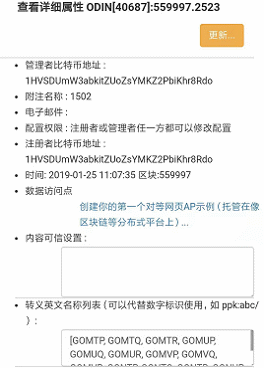 查看详细属性 ODIN[40687]:559997.2523
更新...
管理者比特币地址 :
1HVSDUmW3abkitZUoZsYMKZ2PbiKhr8Rdo
附注名称 : 1502
电子邮件 :
配置权限 : 注册者或管理者任一方都可以修改配置
注册者比特币地址 :
1HVSDUmW3abkitZUoZsYMKZ2PbiKhr8Rdo
时间: 2019-01-25 11:07:35 区块:559997
数据访问点
创建你的第一个对等网页AP示例 ( 托管在像
区块链等分布式平台上 ) ...
内容可信设置 :
转义英文名称列表 ( 可以代替数字标识使用 , 如 ppk:abc/
) :
[GOMTP, GOMTQ, GOMTR, GOMUP,
GOMUQ, GOMUR, GOMVP, GOMVQ,